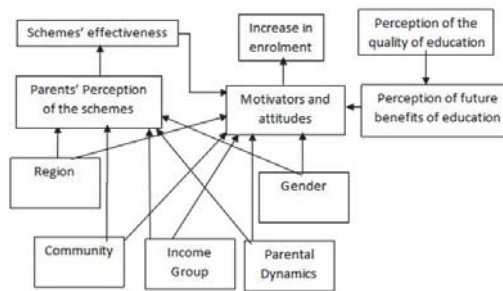 Schemes' effectiveness
Increase in
enrolment
Perception of the
quality of education
Parents' Perception
of the schemes
Motivators and
attitudes
Perception of future
benefits of education
Region
Gender
Community
Income
Group
Parental
Dynamics